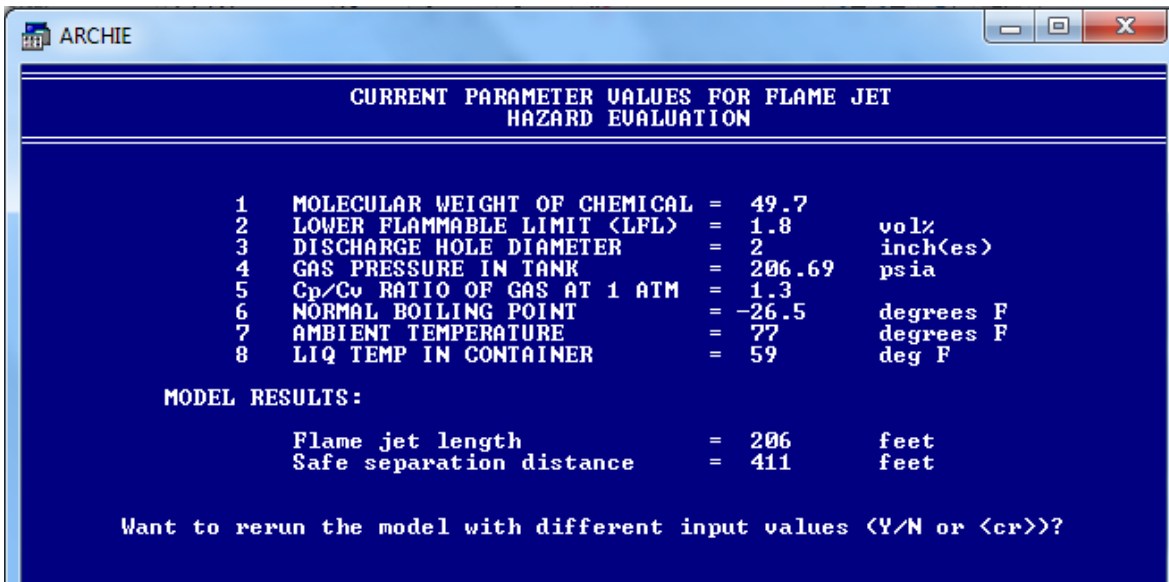 ARCHIE
CURRENT PARAMETER VALUES FOR FLAME JET
HAZARD EVALUATION
1 MOLECULAR WEIGHT OF CHEMICAL = 49.7
2 LOWER FLAMMABLE LIMIT (LFL) = 1.8 vol%
3 DISCHARGE HOLE DIAMETER = 2 inch(es)
4 GAS PRESSURE IN TANK = 206.69 psia
5 Cp/Cv RATIO OF GAS AT 1 ATM = 1.3
6 NORMAL BOILING POINT = -26.5 degrees F
7 AMBIENT TEMPERATURE = 77 degrees F
8 LIQ TEMP IN CONTAINER = 59 deg F
MODEL RESULTS:
Flame jet length = 206 feet
Safe separation distance = 411 feet
Want to rerun the model with different input values (Y/N or <cr>)?